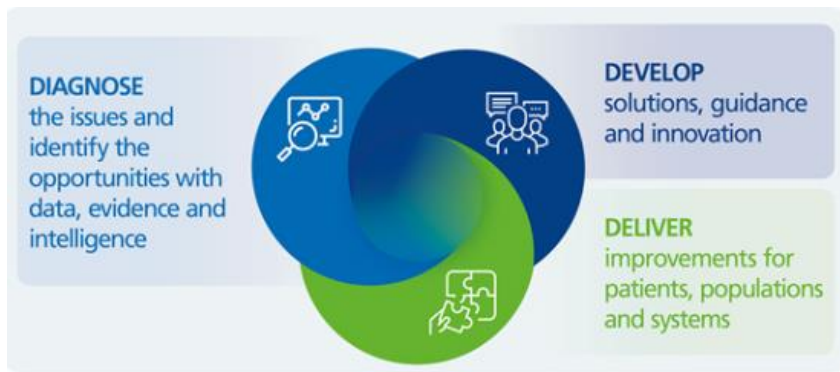 DIAGNOSE
the issues and
identify the
opportunities with
data, evidence and
intelligence
DEVELOP
solutions, guidance
and innovation
DELIVER
improvements for
patients, populations
and systems